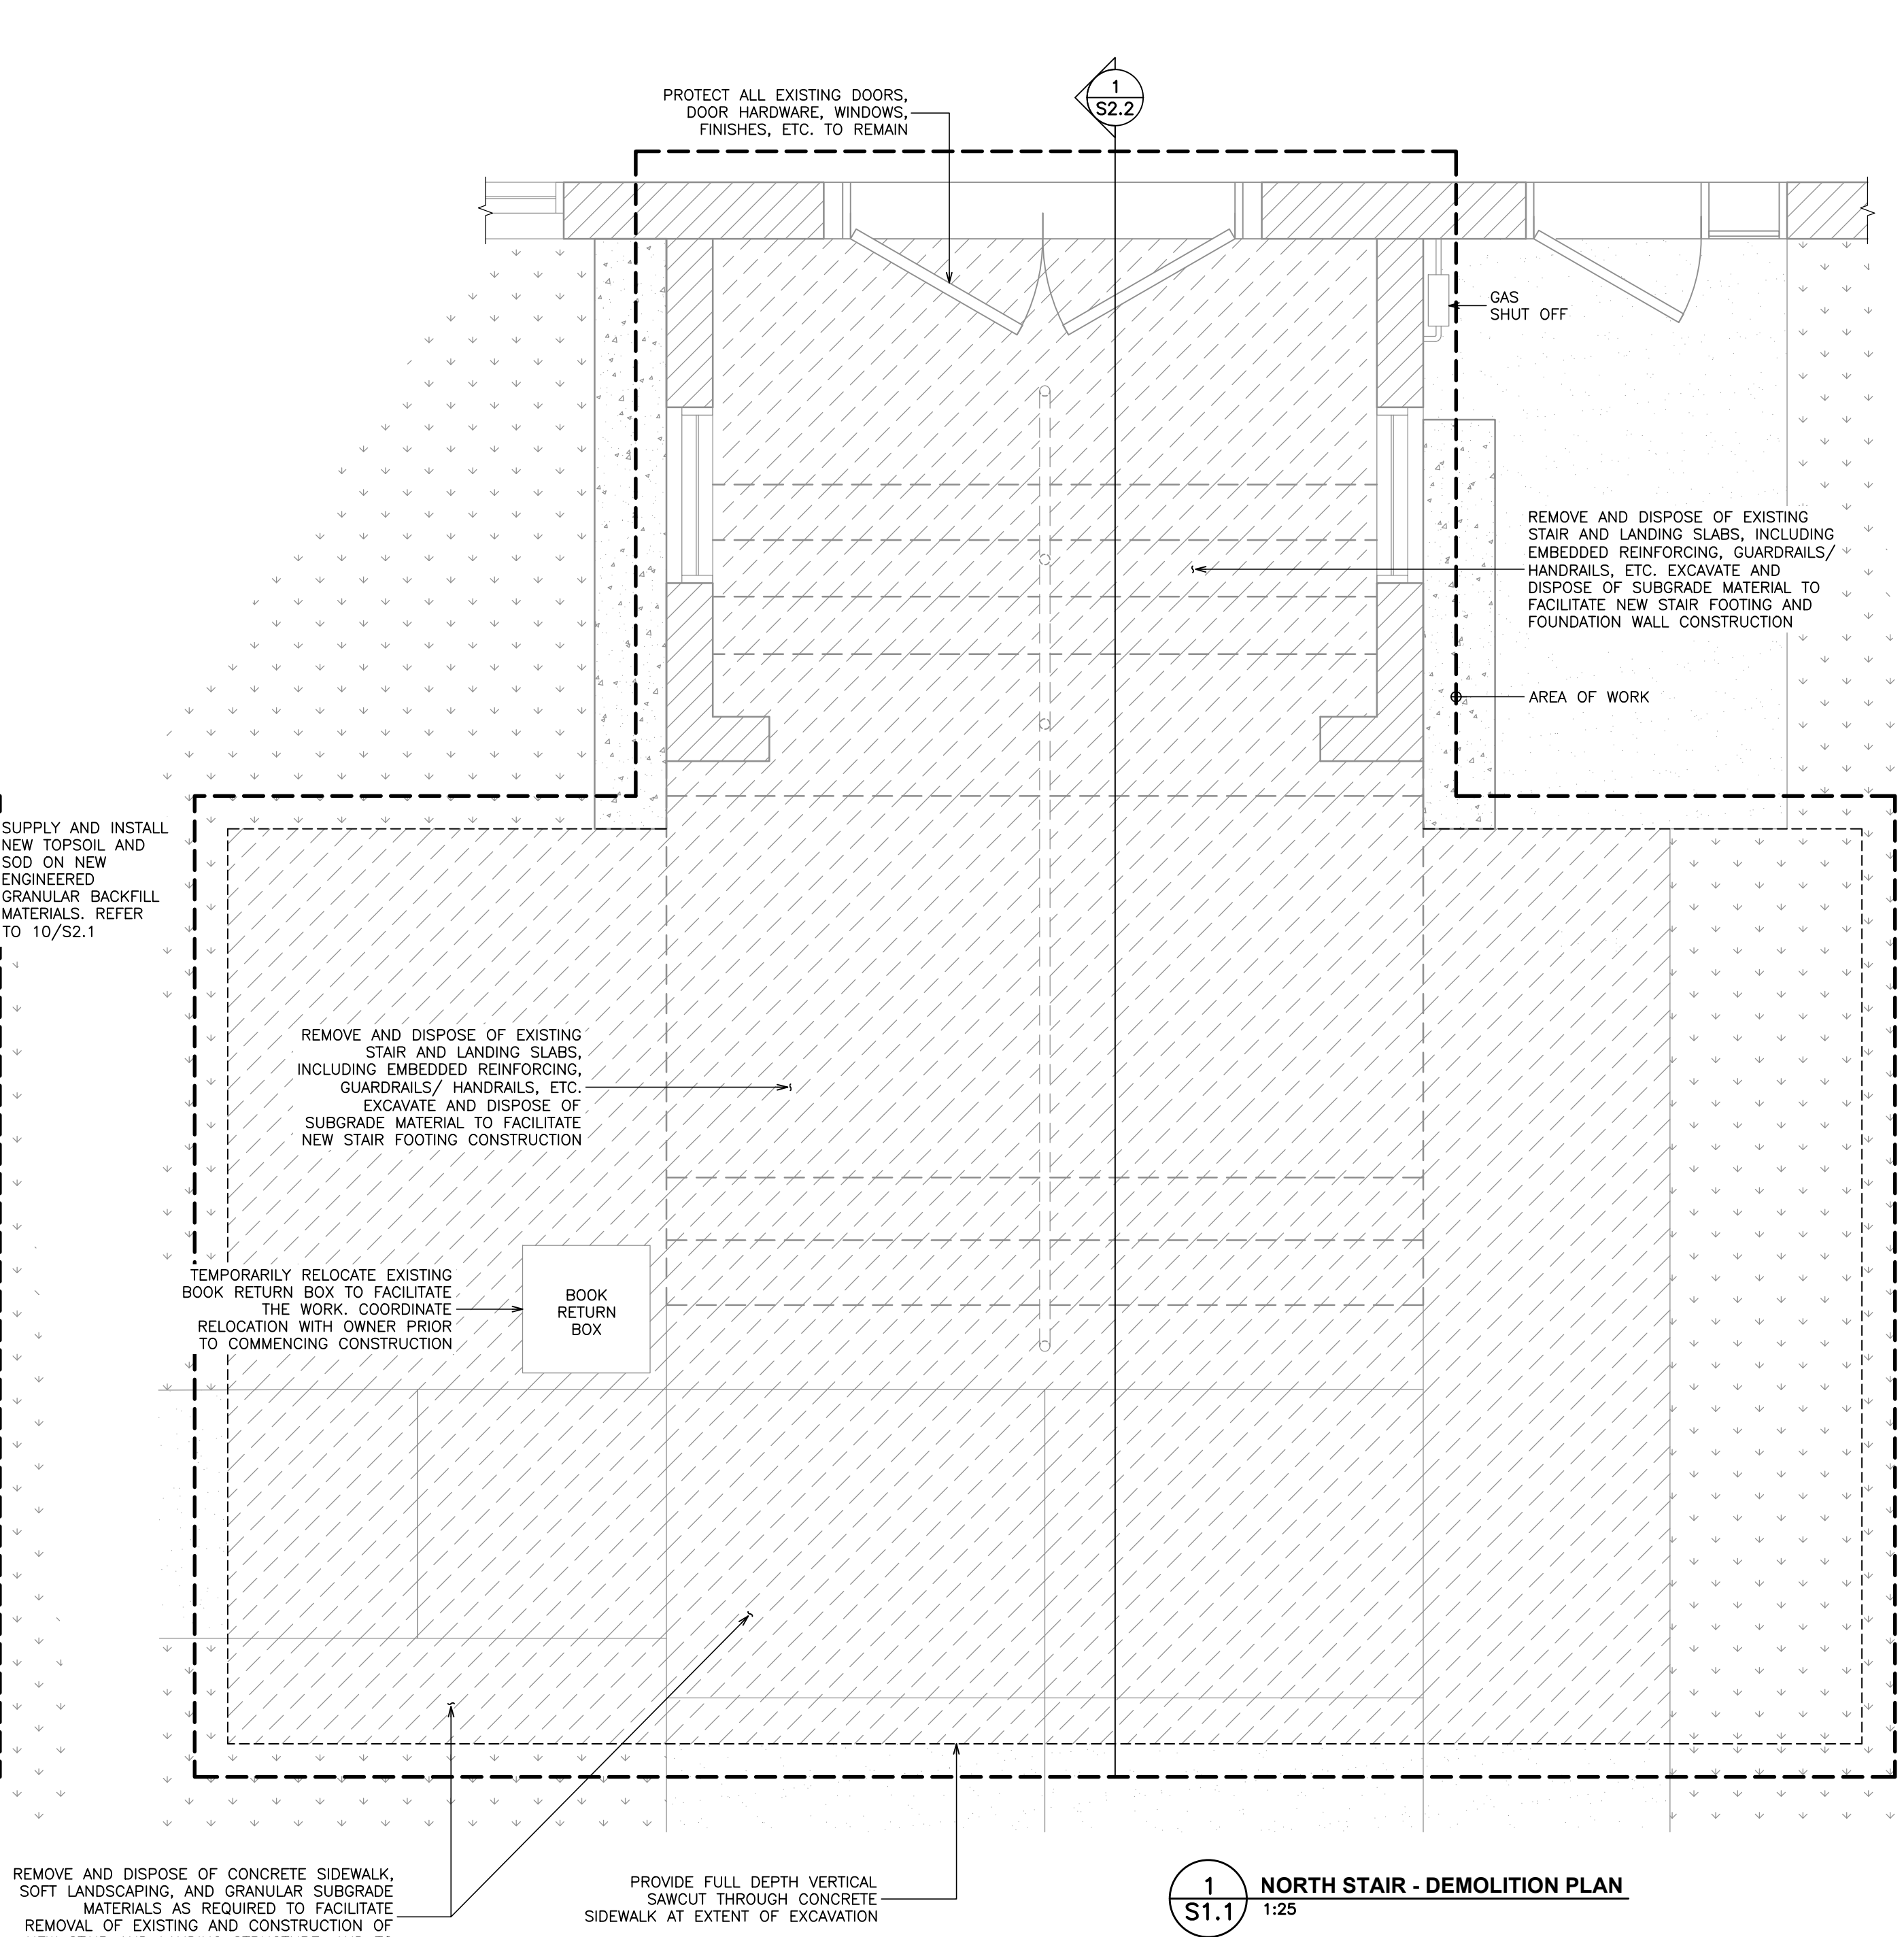 PROTECT ALL EXISTING DOORS,
DOOR HARDWARE, WINDOWS,
FINISHES, ETC. TO REMAIN
1
S2.2
GAS
SHUT OFF
REMOVE AND DISPOSE OF EXISTING
STAIR AND LANDING SLABS, INCLUDING
EMBEDDED REINFORCING, GUARDRAILS/
HANDRAILS, ETC. EXCAVATE AND
DISPOSE OF SUBGRADE MATERIAL TO
FACILITATE NEW STAIR FOOTING AND
FOUNDATION WALL CONSTRUCTION
AREA OF WORK
SUPPLY AND INSTALL
NEW TOPSOIL AND
SOD ON NEW
ENGINEERED
GRANULAR BACKFILL
MATERIALS. REFER
TO 10/S2.1
REMOVE AND DISPOSE OF EXISTING
STAIR AND LANDING SLABS,
INCLUDING EMBEDDED REINFORCING,
GUARDRAILS/ HANDRAILS, ETC.
EXCAVATE AND DISPOSE OF
SUBGRADE MATERIAL TO FACILITATE
NEW STAIR FOOTING CONSTRUCTION
TEMPORARILY RELOCATE EXISTING
BOOK RETURN BOX TO FACILITATE
THE WORK. COORDINATE
RELOCATION WITH OWNER PRIOR
TO COMMENCING CONSTRUCTION
BOOK
RETURN
BOX
REMOVE AND DISPOSE OF CONCRETE SIDEWALK,
SOFT LANDSCAPING, AND GRANULAR SUBGRADE
MATERIALS AS REQUIRED TO FACILITATE
REMOVAL OF EXISTING AND CONSTRUCTION OF
PROVIDE FULL DEPTH VERTICAL
SAWCUT THROUGH CONCRETE
SIDEWALK AT EXTENT OF EXCAVATION
1
S1.1
NORTH STAIR - DEMOLITION PLAN
1:25